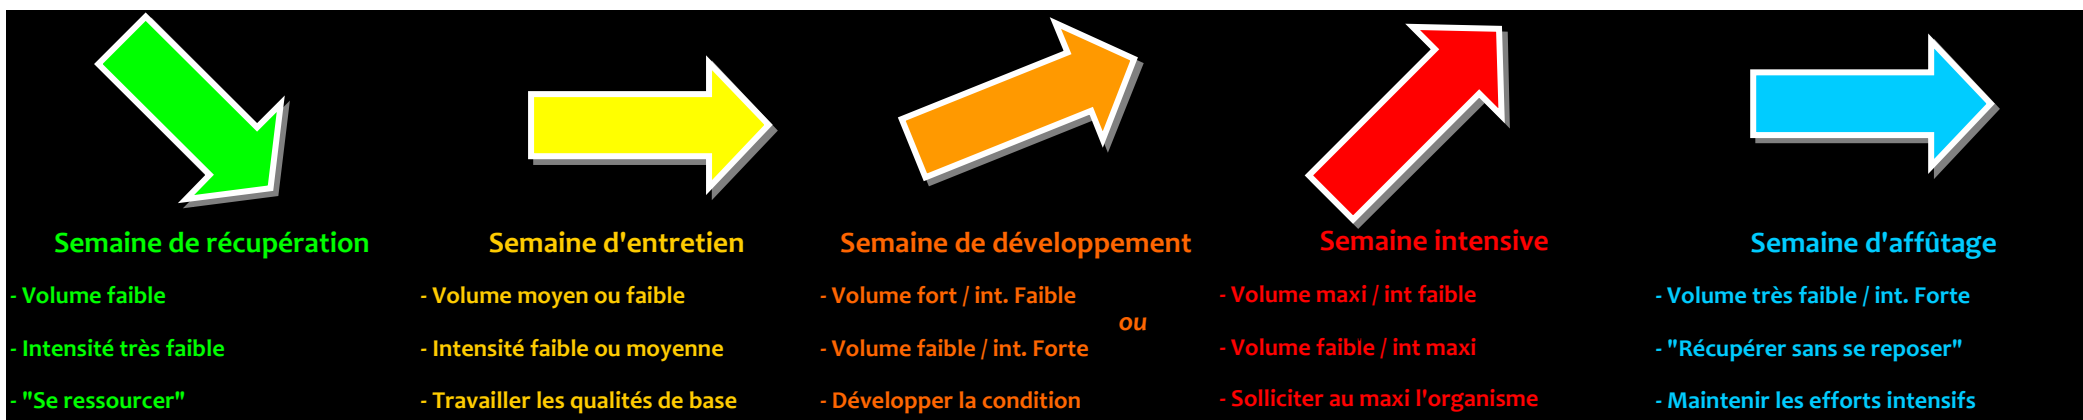 Semaine de récupération
- Volume faible
- Intensité très faible
- "Se ressourcer"
Semaine d'entretien
- Volume moyen ou faible
- Intensité faible ou moyenne
- Travailler les qualités de base
Semaine de développement
- Volume fort / int. Faible
ou
- Volume faible / int. Forte
- Développer la condition
Semaine intensive
- Volume maxi / int faible
- Volume faible / int maxi
- Solliciter au maxi l'organisme
Semaine d'affûtage
- Volume très faible / int. Forte
- "Récupérer sans se reposer"
- Maintenir les efforts intensifs